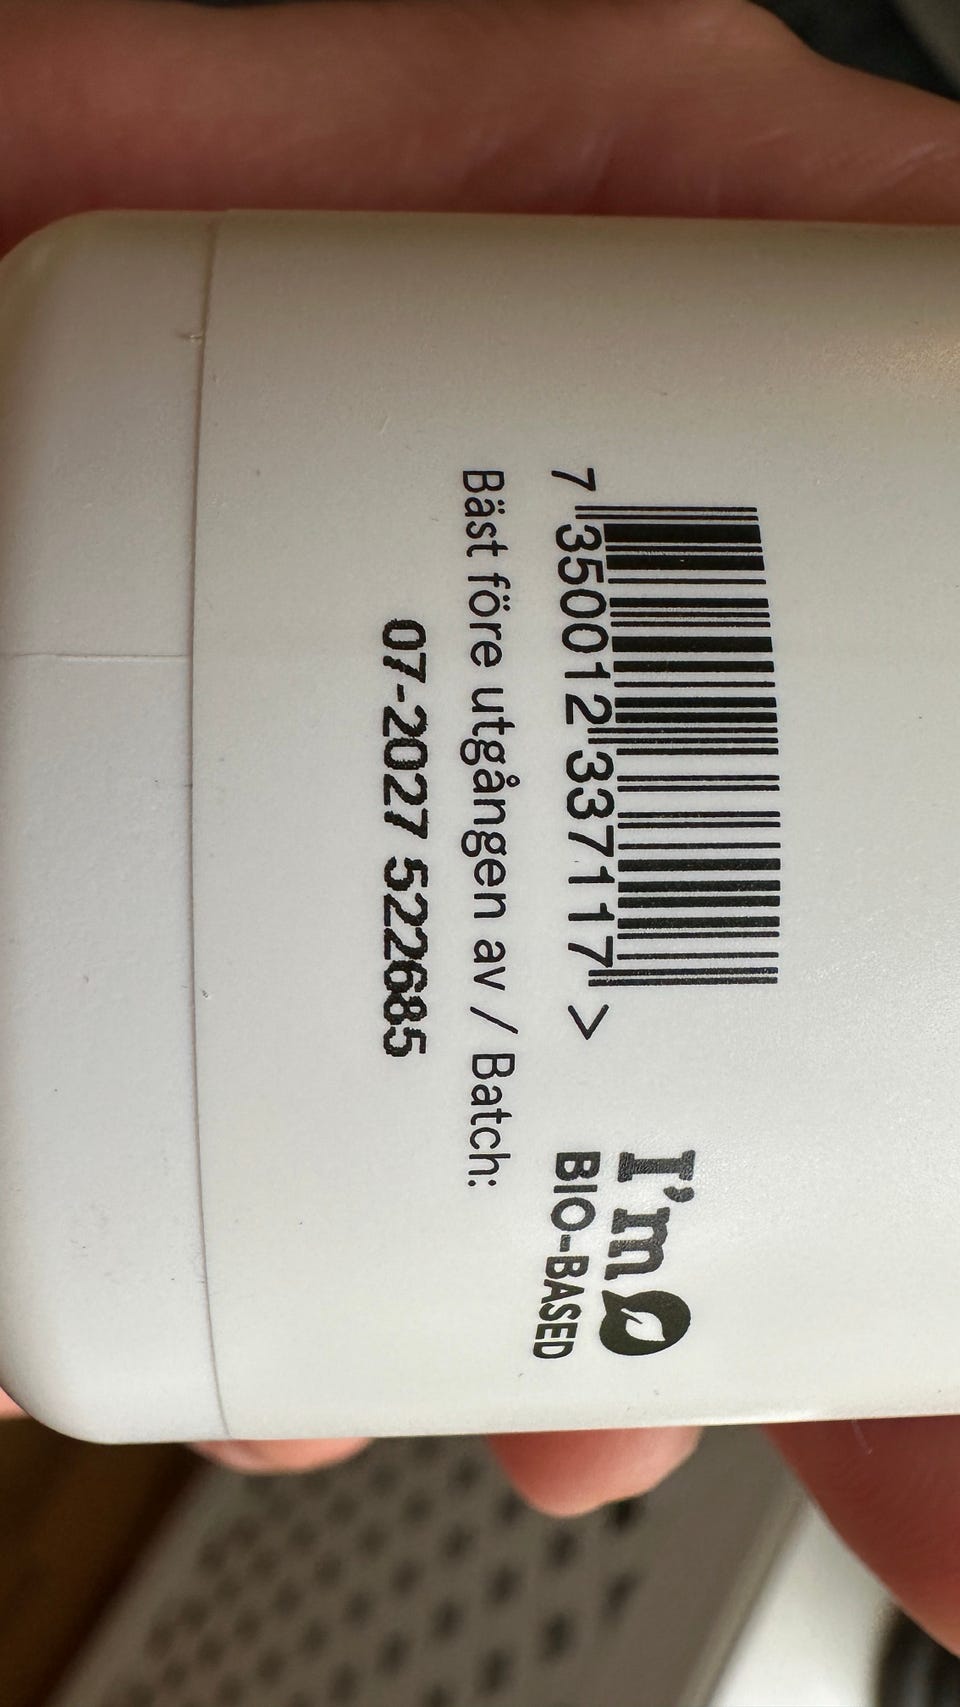 7 350012 337117 >
I'm
BIO-BASED
Bäst före utgången av / Batch:
07-2027 522685